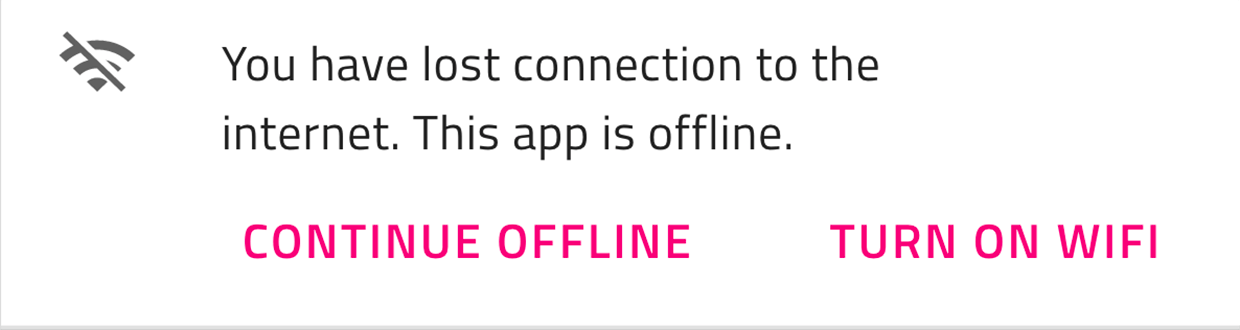 You have lost connection to the
internet. This app is offline.
CONTINUE OFFLINE TURN ON WIFI